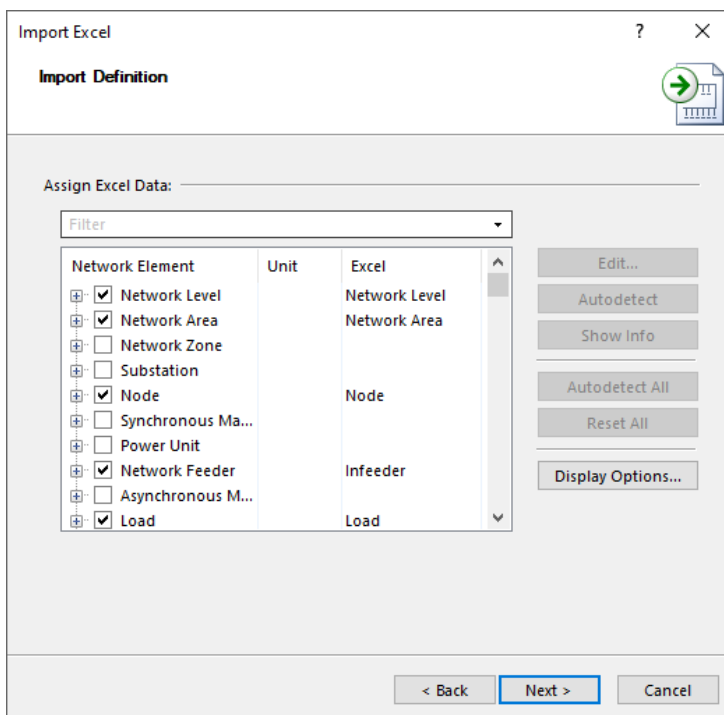 Import Excel
Import Definition
Assign Excel Data:
Filter
Network Element Unit Excel
Edit...
Network Level Network Level
Autodetect
Network Area Network Area
Show Info
Network Zone
Substation
Autodetect All
Node Node
Synchronous Ma...
Reset All
Power Unit
Network Feeder Infeeder
Display Options...
Asynchronous M...
Load Load
< Back Next > Cancel